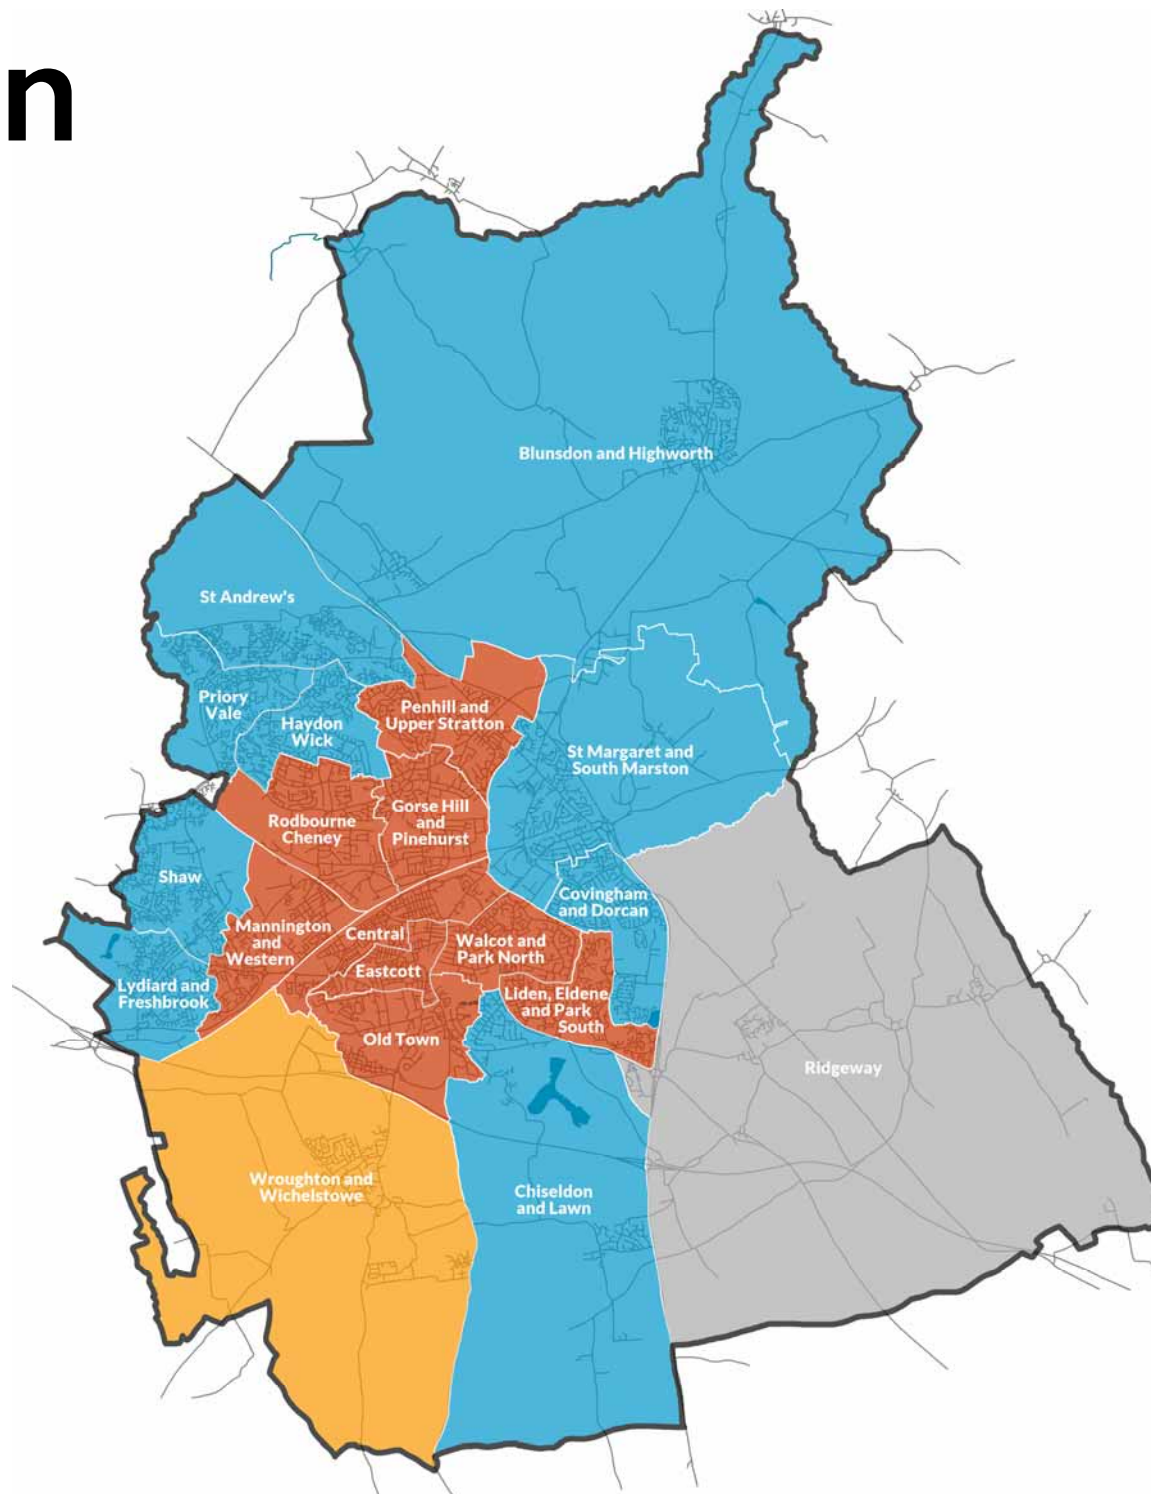 n
Blunsdon and Highworth
St Andrew's
Priory
Vale
Haydon
Wick
Penhill and
Upper Stratton
St Margaret and
South Marston
Rodbourne
Cheney
Gorse Hill
and
Pinehurst
Shaw
Covingham
and Dorcan
Mannington
and
Western
Central
Walcot and
Park North
Eastcott
Lydiard and
Freshbrook
Liden, Eldene
and Park
South
Old Town
Ridgeway
Wroughton and
Wichelstowe
Chiseldon
and Lawn